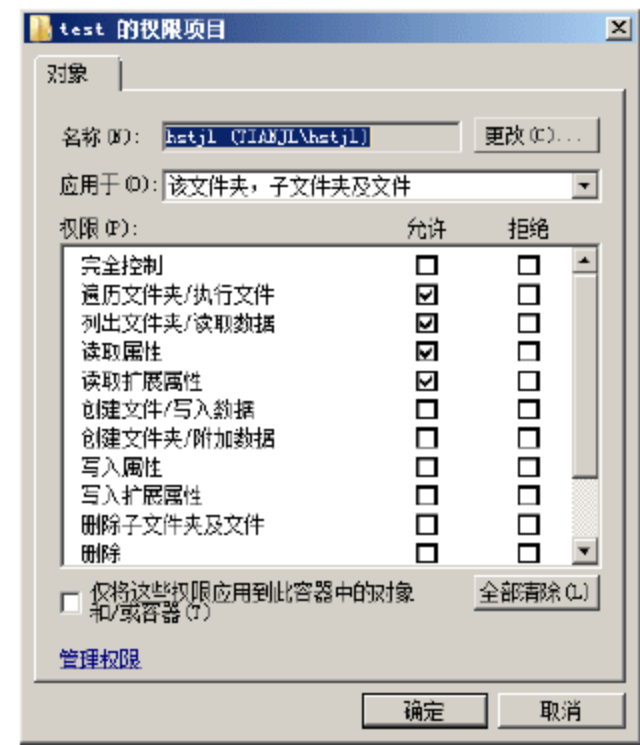 test 的权限项目
对象
名称(N): hstjl (TIANJL\hstjl) 更改(C)...
应用于(O): 该文件夹，子文件夹及文件
权限(P): 允许 拒绝
完全控制
遍历文件夹/执行文件
列出文件夹/读取数据
读取属性
读取扩展属性
创建文件/写入数据
创建文件夹/附加数据
写入属性
写入扩展属性
删除子文件夹及文件
删除
仅将这些权限应用到此容器中的对象
和/或容器(T)
全部清除(L)
管理权限
确定 取消